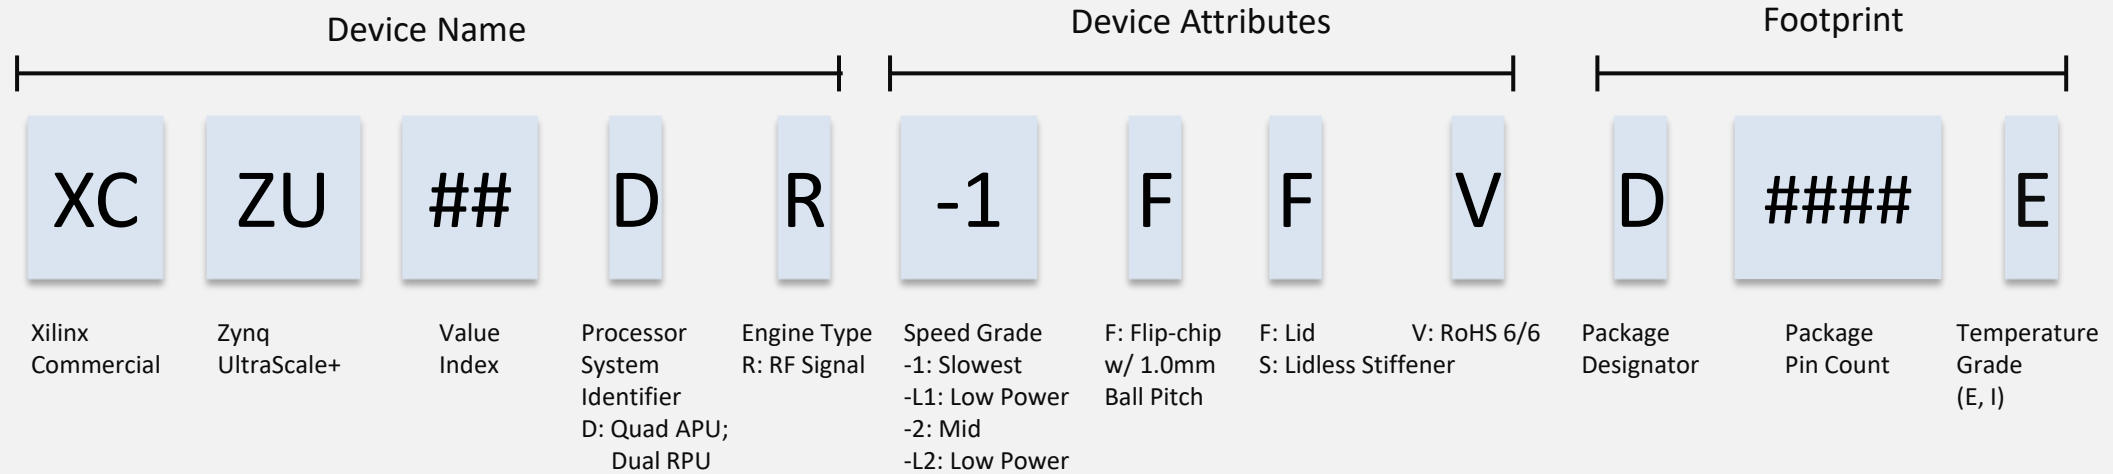 Device Name
Device Attributes
Footprint
XC
ZU
##
D
R
-1
F
F
V
D
####
E
Xilinx
Commercial
Zynq
UltraScale+
Value
Index
Processor
System
Identifier
D: Quad APU;
Dual RPU
Engine Type
R: RF Signal
Speed Grade
-1: Slowest
-L1: Low Power
-2: Mid
-L2: Low Power
F: Flip-chip
w/ 1.0mm
Ball Pitch
F: Lid
S: Lidless Stiffener
V: RoHS 6/6
Package
Designator
Package
Pin Count
Temperature
Grade
(E, I)